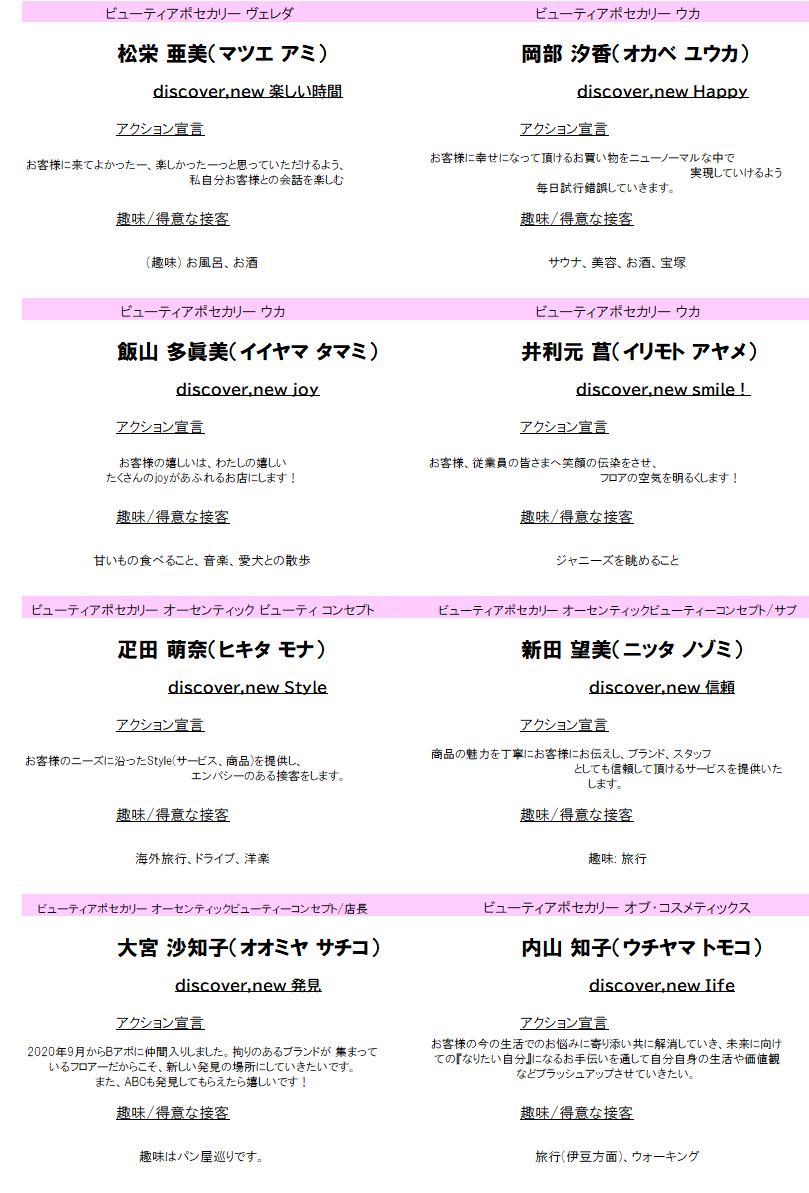 ビューティアポセカリー ヴェレダ
松栄 亜美(マツエ アミ)
discover,new 楽しい時間
アクション宣言
お客様に来てよかったー、楽しかったーっと思っていただけるよう、
私自分お客様との会話を楽しむ
趣味/得意な接客
(趣味) お風呂、お酒
ビューティアポセカリー ウカ
岡部 汐香(オカベ ユウカ)
discover,new Happy
アクション宣言
お客様に幸せになって頂けるお買い物をニューノーマルな中で
実現していけるよう
毎日試行錯誤していきます。
趣味/得意な接客
サウナ、美容、お酒、宝塚
ビューティアポセカリー ウカ
飯山 多眞美(イイヤマ タマミ)
discover,new joy
アクション宣言
お客様の嬉しいは、わたしの嬉しい
たくさんのjoyがあふれるお店にします！
趣味/得意な接客
甘いもの食べること、音楽、愛犬との散歩
ビューティアポセカリー ウカ
井利元 菖(イリモト アヤメ)
discover,new smile！
アクション宣言
お客様、従業員の皆さまへ笑顔の伝染をさせ、
フロアの空気を明るくします！
趣味/得意な接客
ジャニーズを眺めること
ビューティアポセカリー オーセンティック ビューティ コンセプト
疋田 萌奈(ヒキタ モナ)
discover,new Style
アクション宣言
お客様のニーズに沿ったStyle(サービス、商品)を提供し、
エンパシーのある接客をします。
趣味/得意な接客
海外旅行、ドライブ、洋楽
ビューティアポセカリー オーセンティックビューティーコンセプト/サブ
新田 望美(ニッタ ノゾミ)
discover,new 信頼
アクション宣言
商品の魅力を丁寧にお客様にお伝えし、ブランド、スタッフ
としても信頼して頂けるサービスを提供いた
します。
趣味/得意な接客
趣味: 旅行
ビューティアポセカリー オーセンティックビューティーコンセプト/店長
大宮 沙知子(オオミヤ サチコ)
discover,new 発見
アクション宣言
2020年9月からBアポに仲間入りしました。拘りのあるブランドが 集まって
いるフロアーだからこそ、新しい発見の場所にしていきたいです。
また、ABCも発見してもらえたら嬉しいです！
趣味/得意な接客
趣味はパン屋巡りです。
ビューティアポセカリー オブ・コスメティックス
内山 知子(ウチヤマ トモコ)
discover,new Iife
アクション宣言
お客様の今の生活でのお悩みに寄り添い共に解消していき、未来に向け
ての『なりたい自分』になるお手伝いを通して自分自身の生活や価値観
などブラッシュアップさせていきたい。
趣味/得意な接客
旅行(伊豆方面)、ウォーキング